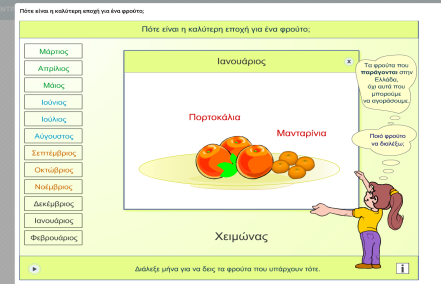 Πότε είναι η καλύτερη εποχή για ένα φρούτο;
Πότε είναι η καλύτερη εποχή για ένα φρούτο;
Μάρτιος
Απρίλιος
Μάιος
Ιούνιος
Ιούλιος
Αύγουστος
Σεπτέμβριος
Οκτώβριος
Νοέμβριος
Δεκέμβριος
Ιανουάριος
Φεβρουάριος
Ιανουάριος
x
Πορτοκάλια
Μανταρίνια
Χειμώνας
Τα φρούτα που
παράγονται στην
Ελλάδα,
όχι αυτά που
μπορούμε
να αγοράσουμε.
Ποιό φρούτο
να διαλέξω;
Διάλεξε μήνα για να δεις τα φρούτα που υπάρχουν τότε.
i